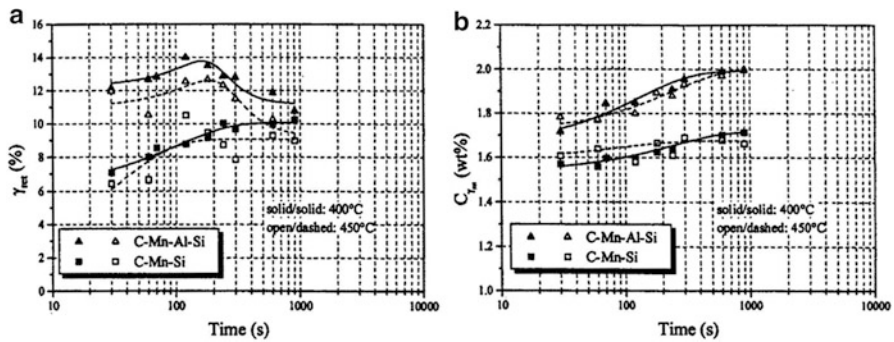 a
16
14
12
10
8
6
4
2
0
10
100
1000
10000
γret (%)
Time (s)
solid/solid: 400°C
open/dashed: 450°C
C-Mn-Al-Si
C-Mn-Si
b
2.2
2.0
1.8
1.6
1.4
1.2
1.0
10
100
1000
10000
Cγret (wt%)
Time (s)
solid/solid: 400°C
open/dashed: 450°C
C-Mn-Al-Si
C-Mn-Si